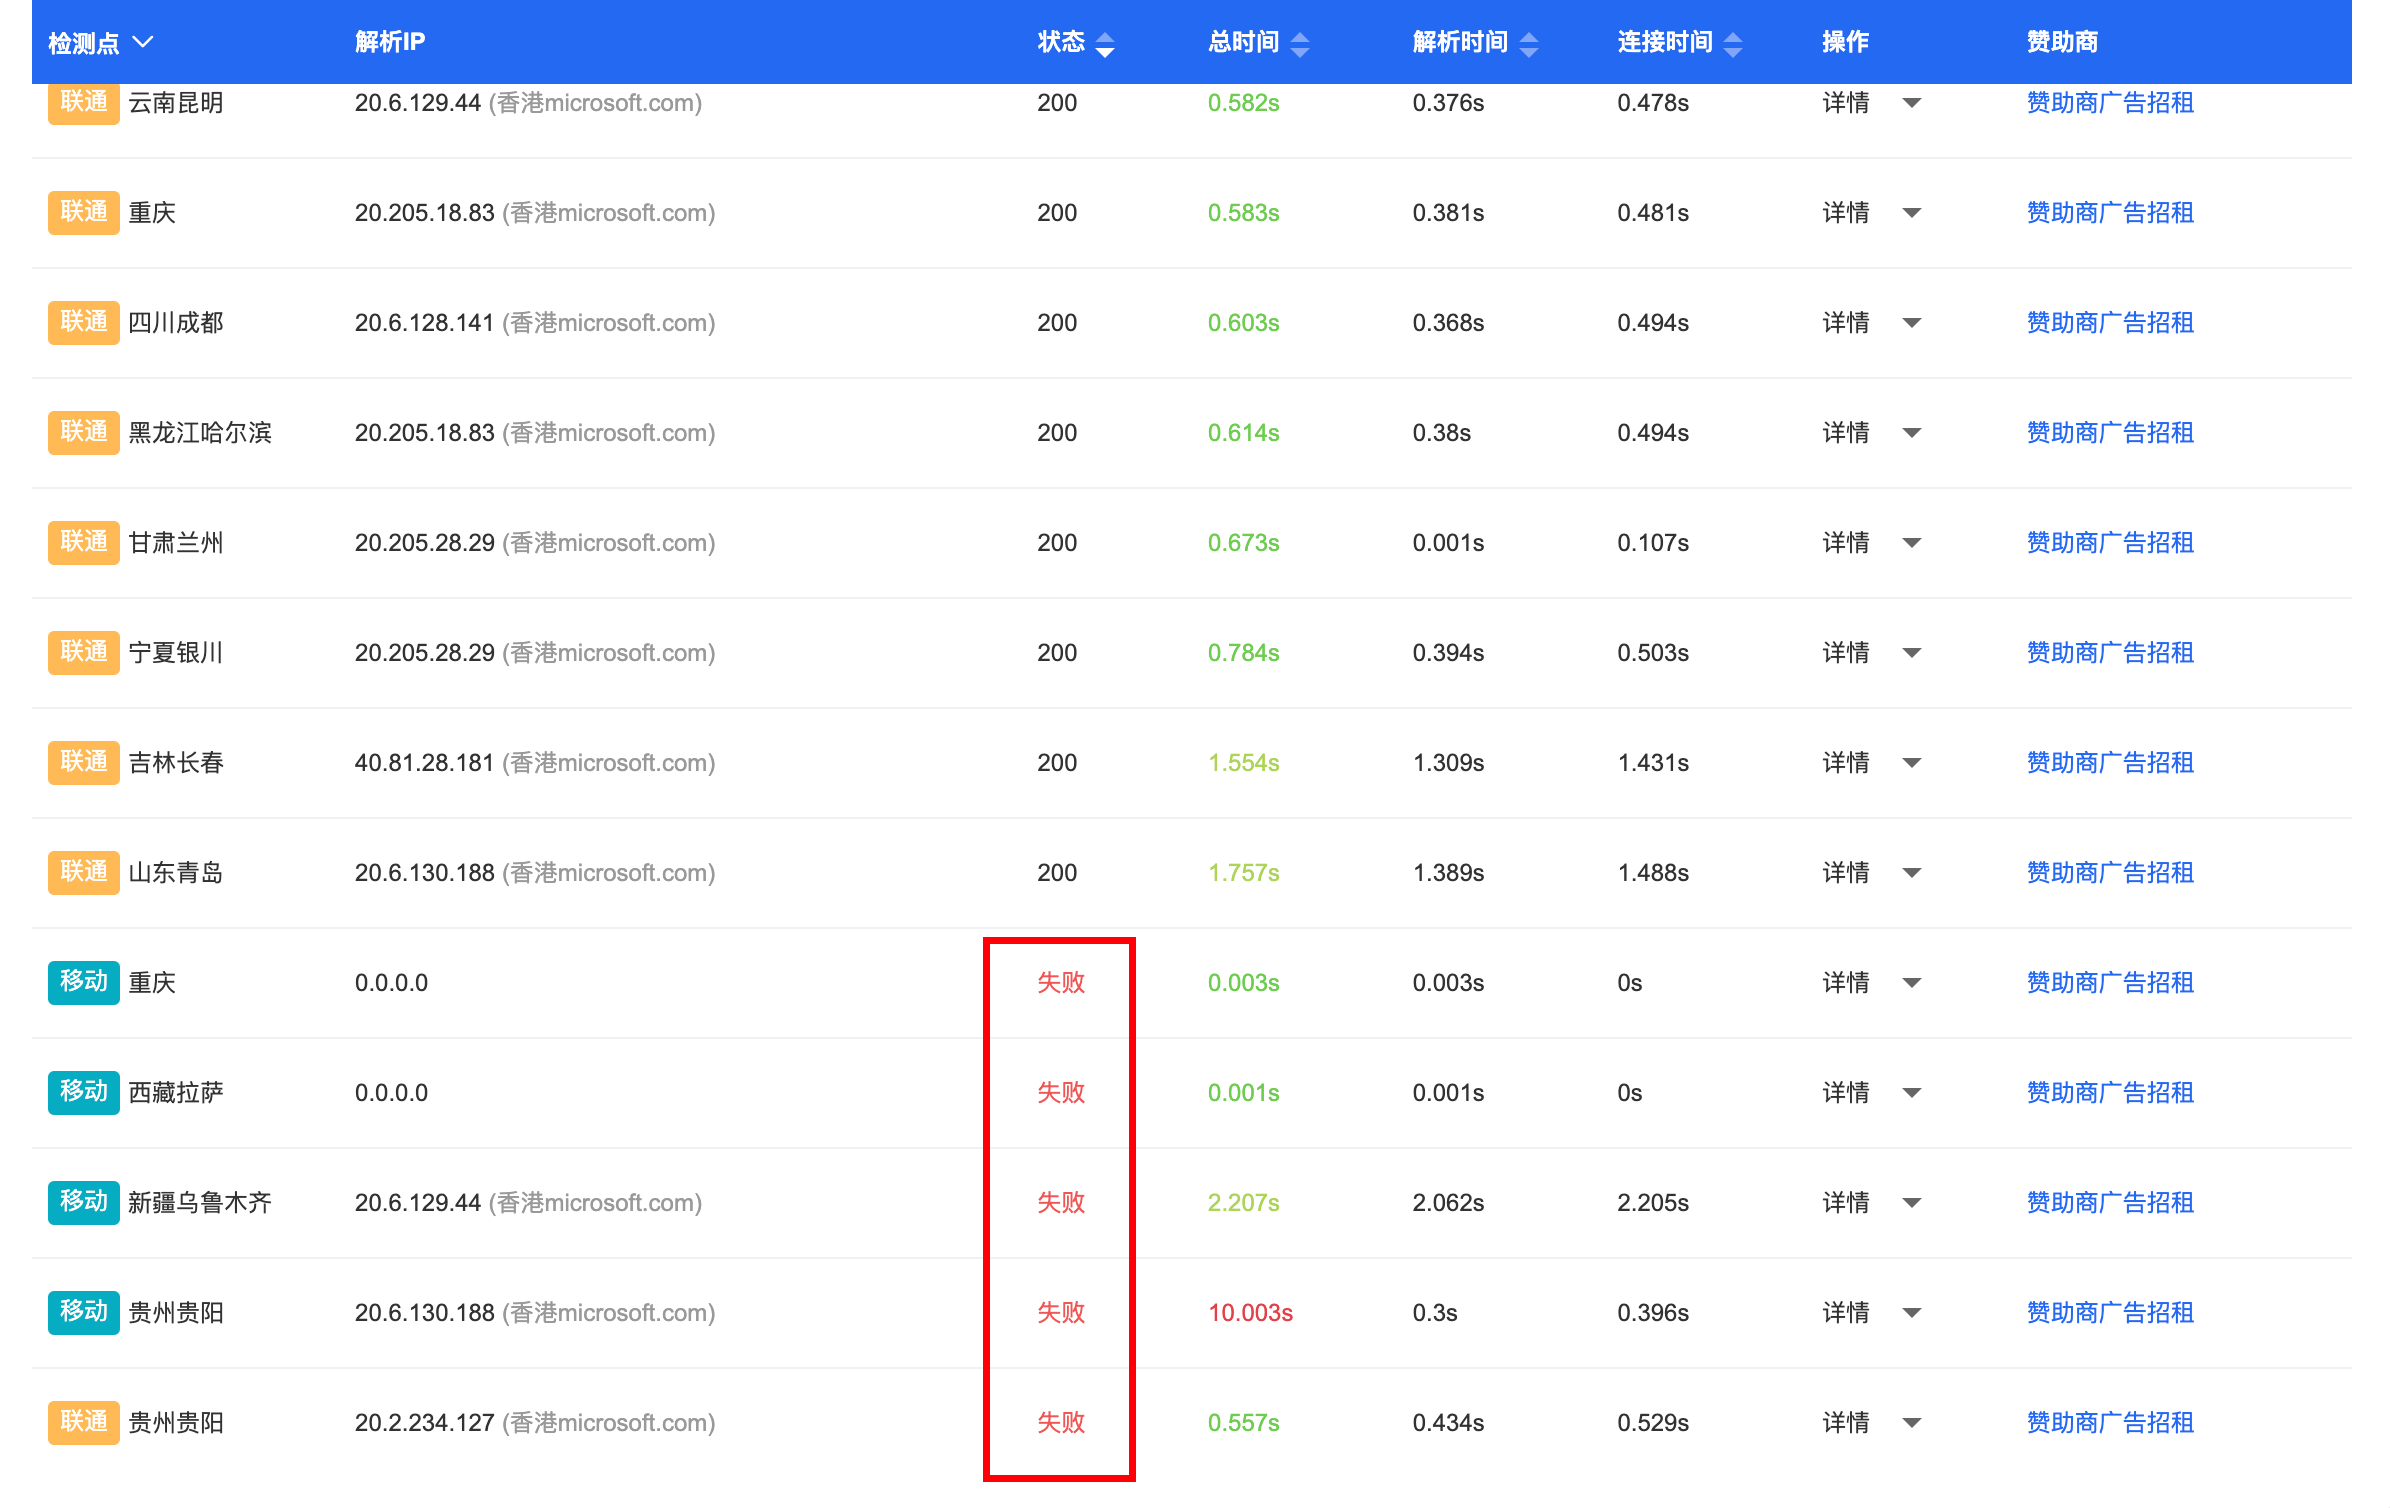 检测点 解析IP 状态 总时间 解析时间 连接时间 操作 赞助商
联通 云南昆明 20.6.129.44 (香港microsoft.com) 200 0.582s 0.376s 0.478s 详情 赞助商广告招租
联通 重庆 20.205.18.83 (香港microsoft.com) 200 0.583s 0.381s 0.481s 详情 赞助商广告招租
联通 四川成都 20.6.128.141 (香港microsoft.com) 200 0.603s 0.368s 0.494s 详情 赞助商广告招租
联通 黑龙江哈尔滨 20.205.18.83 (香港microsoft.com) 200 0.614s 0.38s 0.494s 详情 赞助商广告招租
联通 甘肃兰州 20.205.28.29 (香港microsoft.com) 200 0.673s 0.001s 0.107s 详情 赞助商广告招租
联通 宁夏银川 20.205.28.29 (香港microsoft.com) 200 0.784s 0.394s 0.503s 详情 赞助商广告招租
联通 吉林长春 40.81.28.181 (香港microsoft.com) 200 1.554s 1.309s 1.431s 详情 赞助商广告招租
联通 山东青岛 20.6.130.188 (香港microsoft.com) 200 1.757s 1.389s 1.488s 详情 赞助商广告招租
移动 重庆 0.0.0.0 失败 0.003s 0.003s 0s 详情 赞助商广告招租
移动 西藏拉萨 0.0.0.0 失败 0.001s 0.001s 0s 详情 赞助商广告招租
移动 新疆乌鲁木齐 20.6.129.44 (香港microsoft.com) 失败 2.207s 2.062s 2.205s 详情 赞助商广告招租
移动 贵州贵阳 20.6.130.188 (香港microsoft.com) 失败 10.003s 0.3s 0.396s 详情 赞助商广告招租
联通 贵州贵阳 20.2.234.127 (香港microsoft.com) 失败 0.557s 0.434s 0.529s 详情 赞助商广告招租